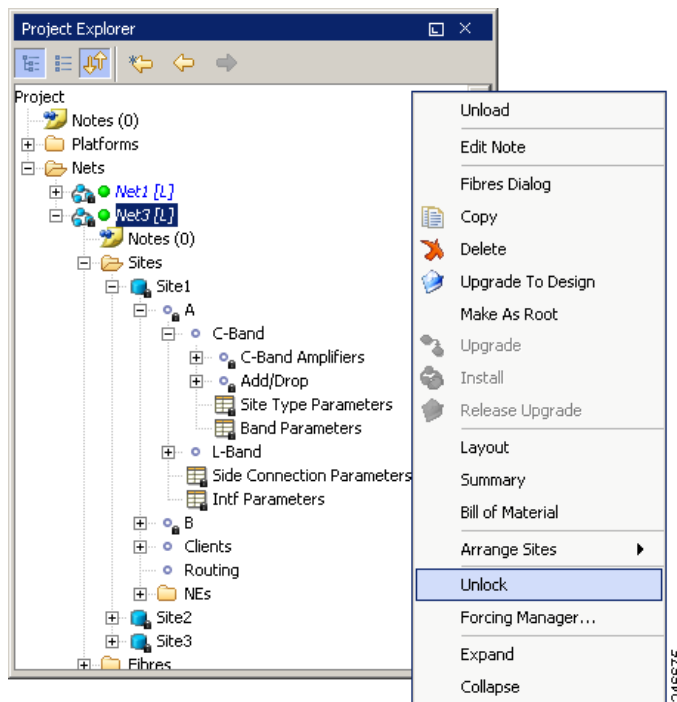 Project Explorer
Project
Notes (0)
Platforms
Nets
Net1 [L]
Net3 [L]
Notes (0)
Sites
Site1
A
C-Band
C-Band Amplifiers
Add/Drop
Site Type Parameters
Band Parameters
L-Band
Side Connection Parameters
Intf Parameters
B
Clients
Routing
NEs
Site2
Site3
Fibres
Unload
Edit Note
Fibres Dialog
Copy
Delete
Upgrade To Design
Make As Root
Upgrade
Install
Release Upgrade
Layout
Summary
Bill of Material
Arrange Sites
Unlock
Forcing Manager...
Expand
Collapse